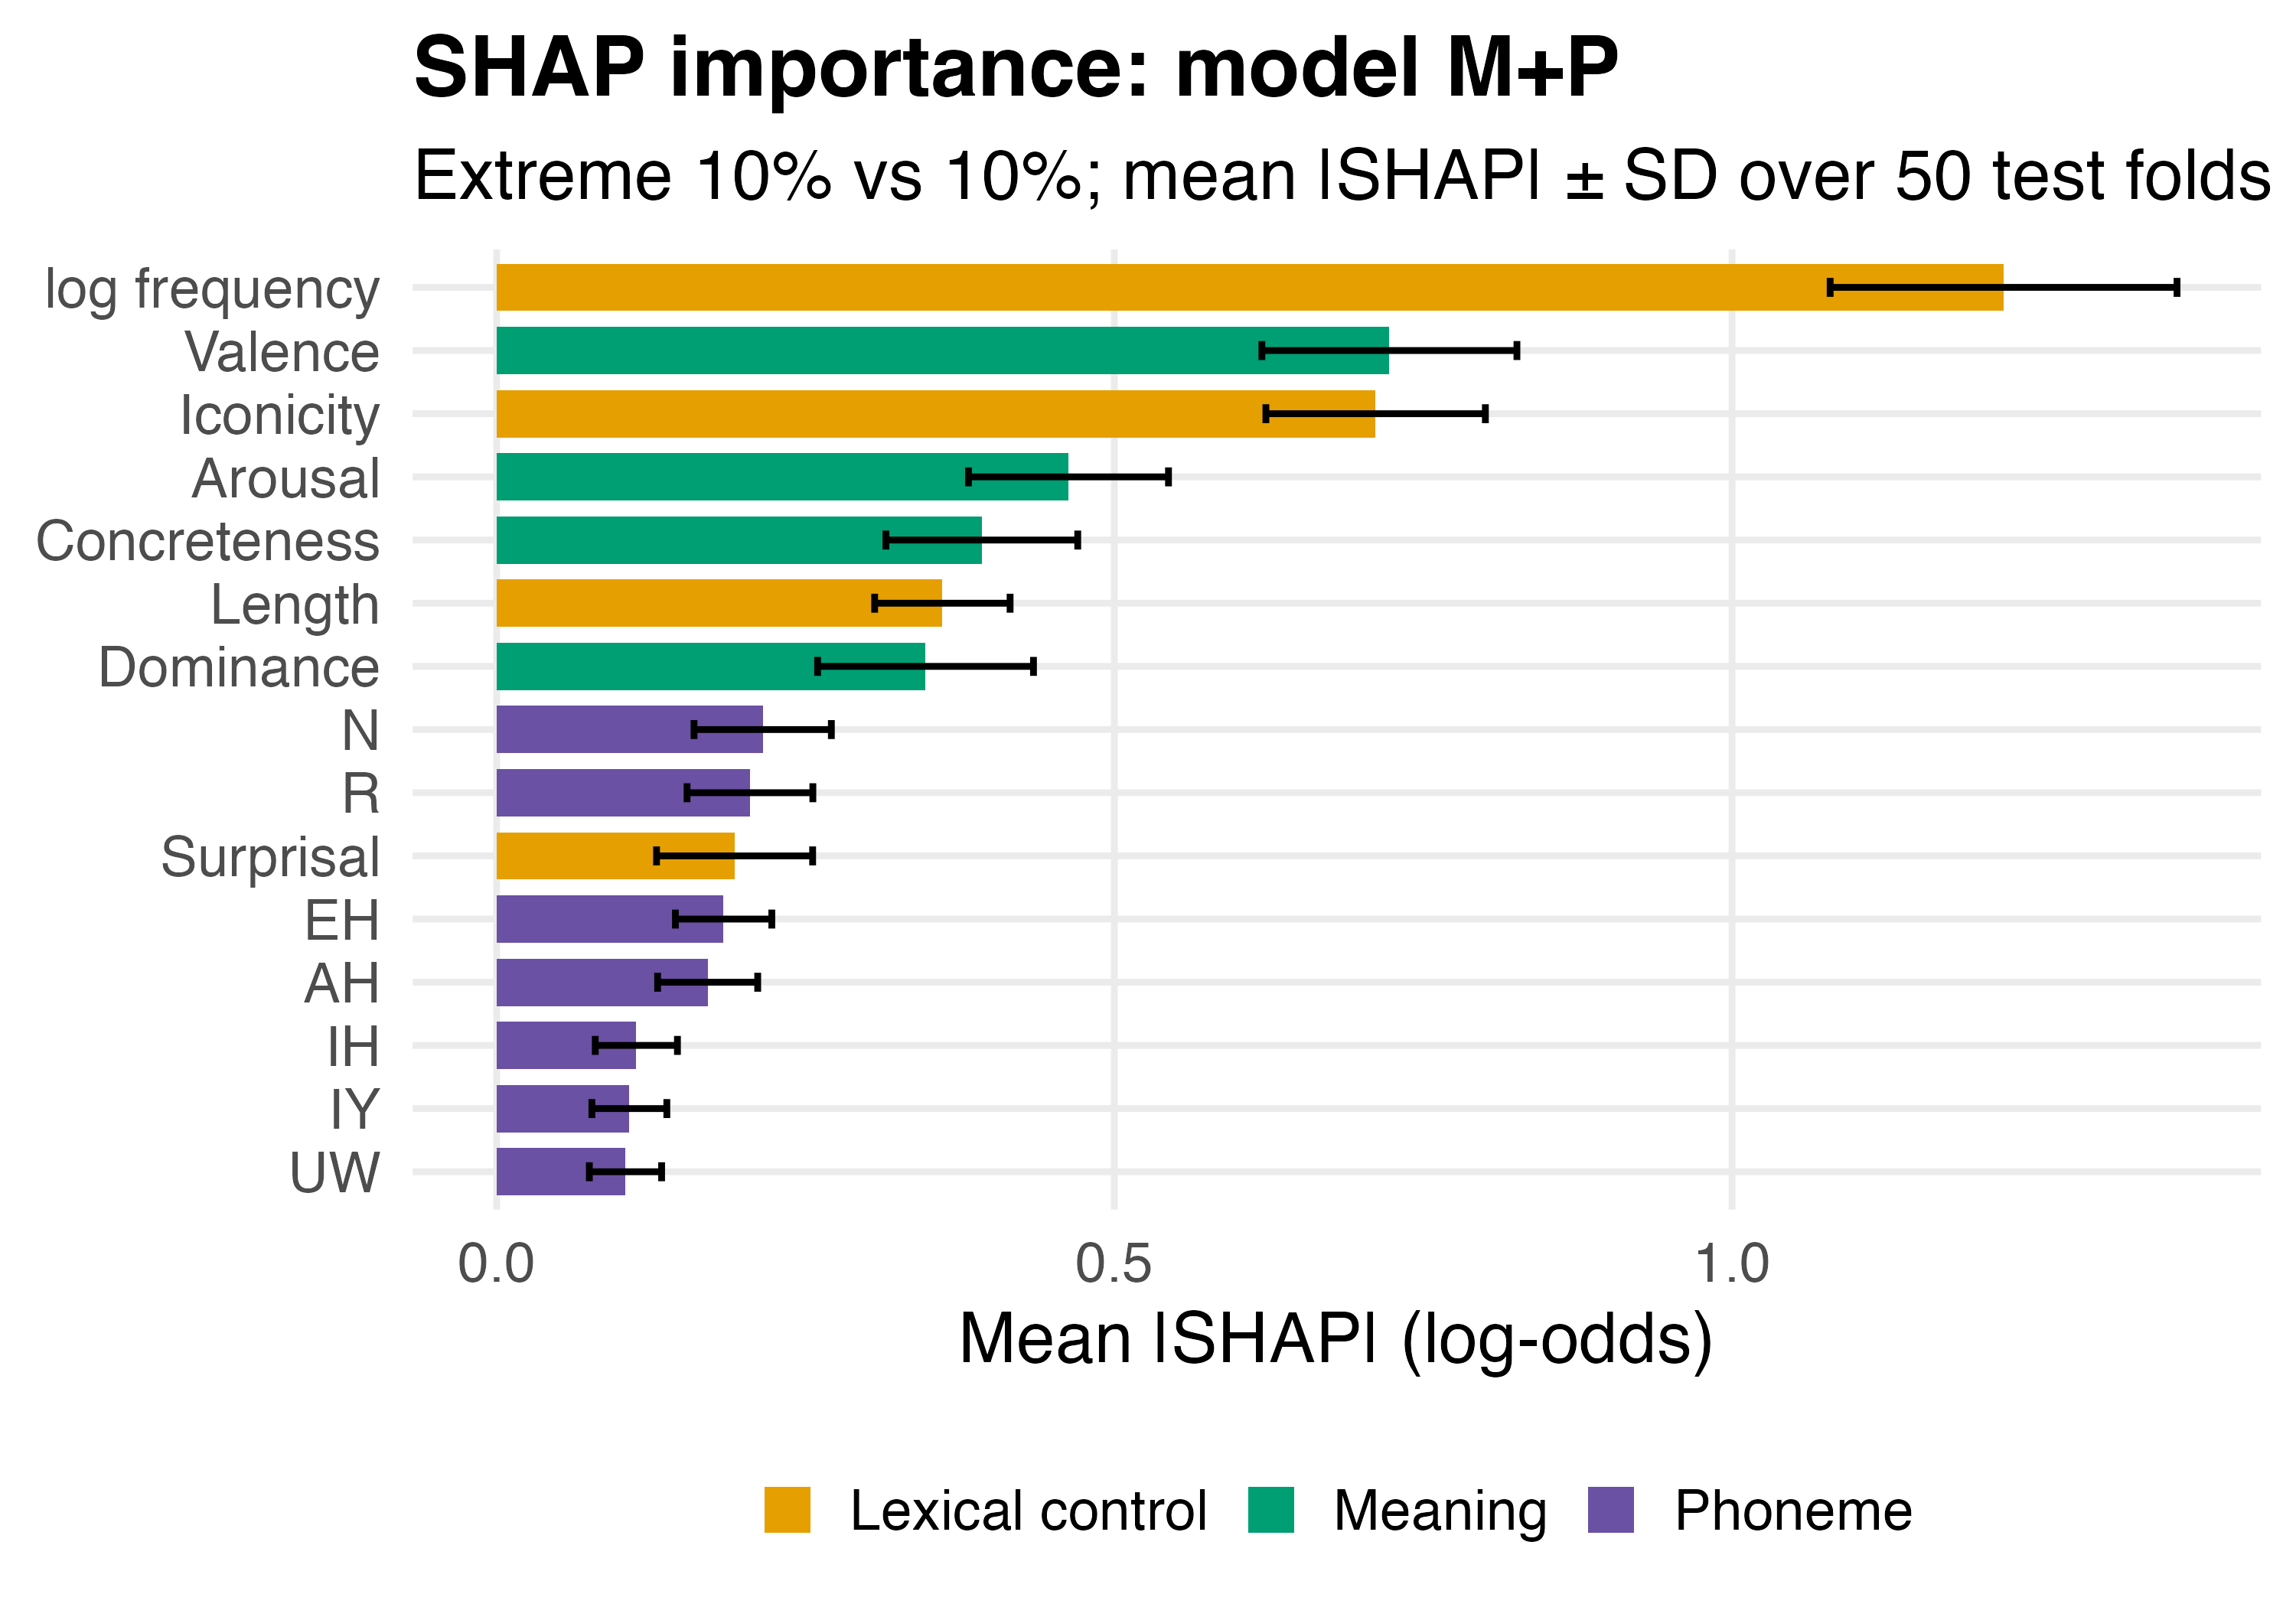 SHAP importance: model M+P
Extreme 10% vs 10%; mean |SHAP| ± SD over 50 test folds
log frequency
Valence
Iconicity
Arousal
Concreteness
Length
Dominance
N
R
Surprisal
EH
AH
IH
IY
UW
0.0 0.5 1.0
Mean |SHAP| (log-odds)
Lexical control Meaning Phoneme